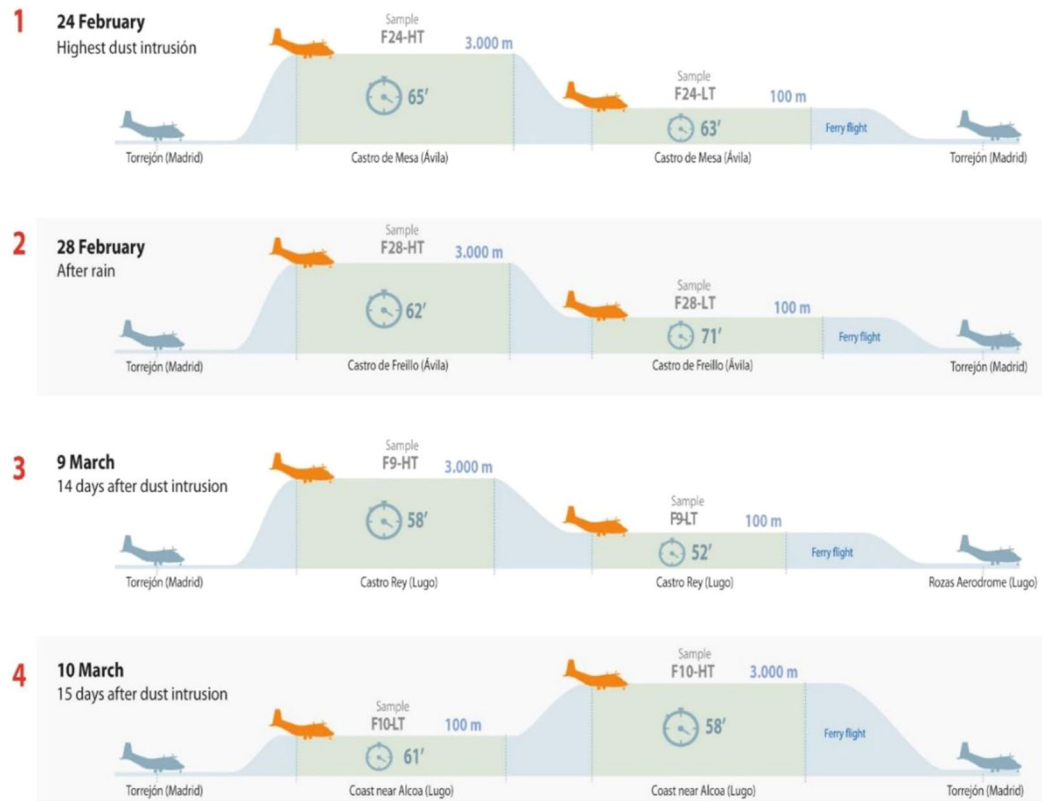 1
24 February
Highest dust intrusión
Sample
F24-HT
3.000 m
65'
Sample
F24-LT
100 m
63'
Ferry flight
Torrejón (Madrid)
Castro de Mesa (Ávila)
Castro de Mesa (Ávila)
Torrejón (Madrid)
2
28 February
After rain
Sample
F28-HT
3.000 m
62'
Sample
F28-LT
100 m
71'
Ferry flight
Torrejón (Madrid)
Castro de Freillo (Ávila)
Castro de Freillo (Ávila)
Torrejón (Madrid)
3
9 March
14 days after dust intrusion
Sample
F9-HT
3.000 m
58'
Sample
F9-LT
100 m
52'
Ferry flight
Torrejón (Madrid)
Castro Rey (Lugo)
Castro Rey (Lugo)
Rozas Aerodrome (Lugo)
4
10 March
15 days after dust intrusion
Sample
F10-LT
100 m
61'
Sample
F10-HT
3.000 m
58'
Ferry flight
Torrejón (Madrid)
Coast near Alcoa (Lugo)
Coast near Alcoa (Lugo)
Torrejón (Madrid)